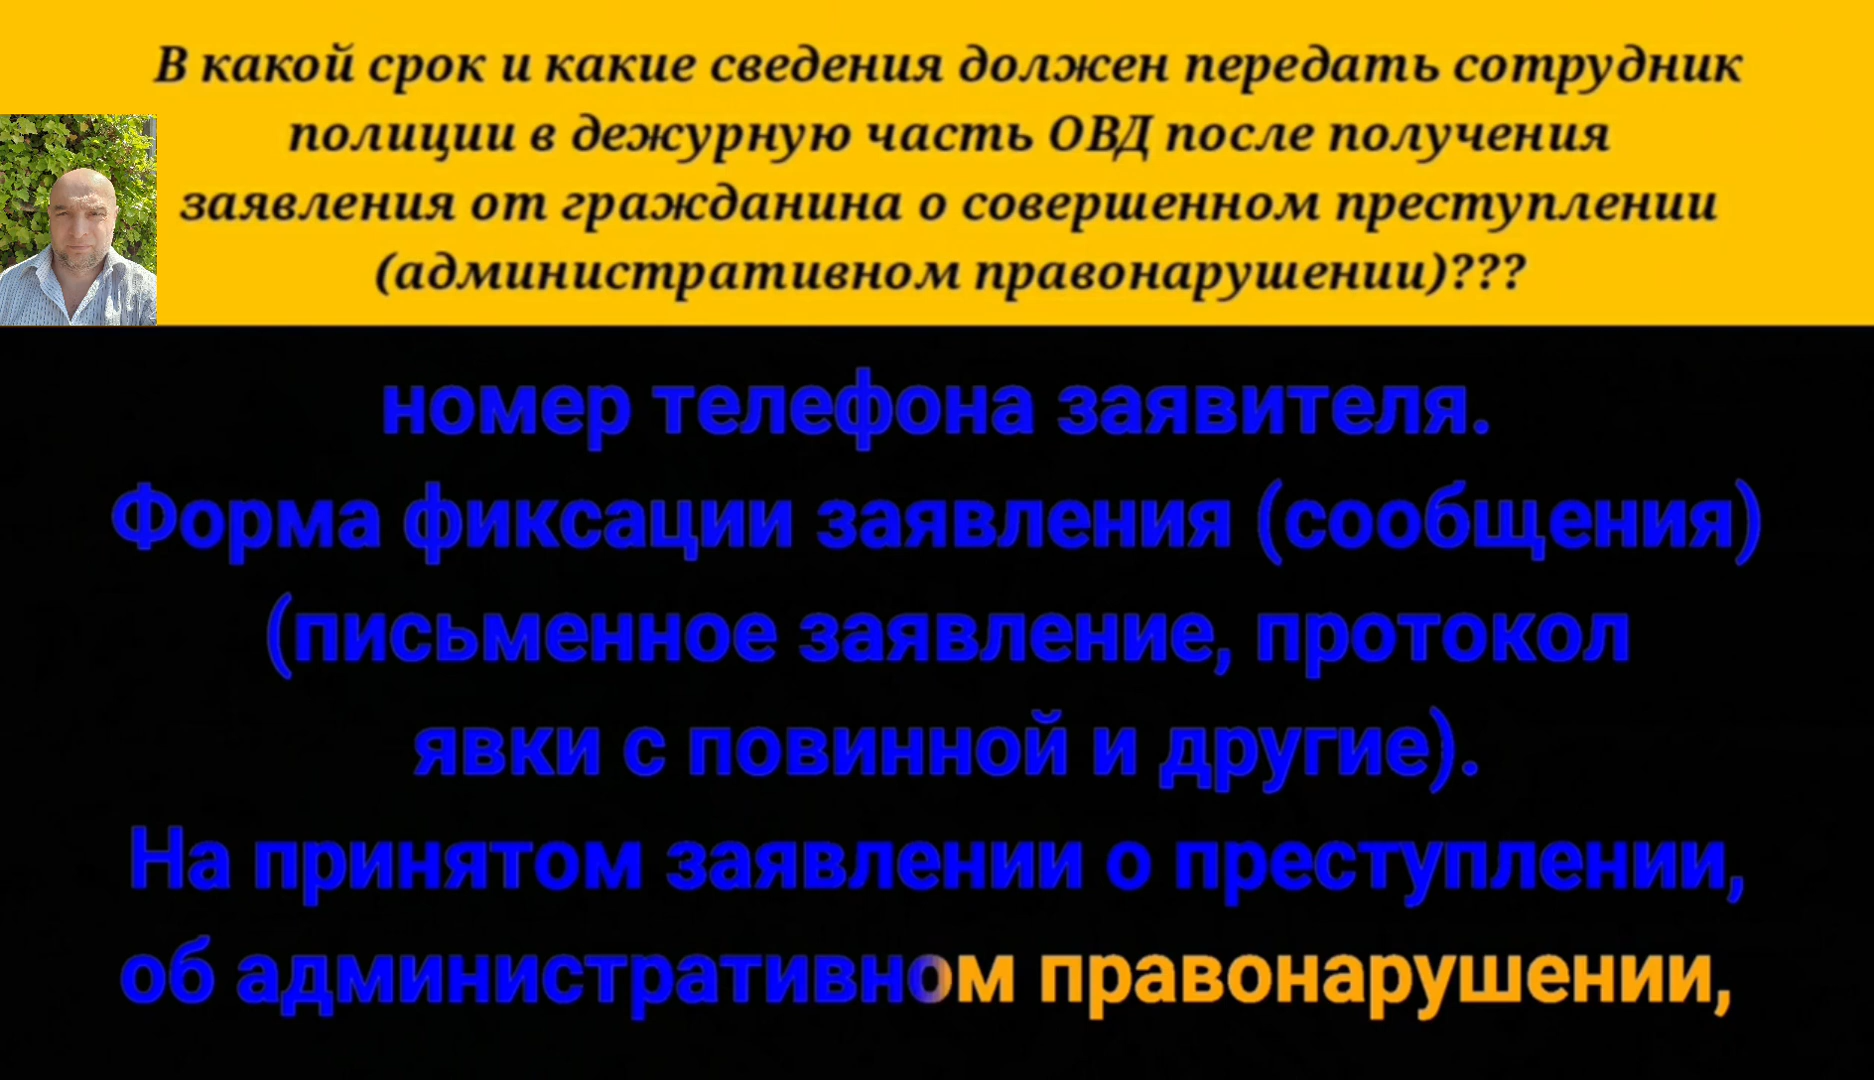 В какой срок и какие сведения должен передать сотрудник
полиции в дежурную часть ОВД после получения
заявления от гражданина о совершенном преступлении
(административном правонарушении)???
номер телефона заявителя.
Форма фиксации заявления (сообщения)
(письменное заявление, протокол
явки с повинной и другие).
На принятом заявлении о преступлении,
об административном правонарушении,